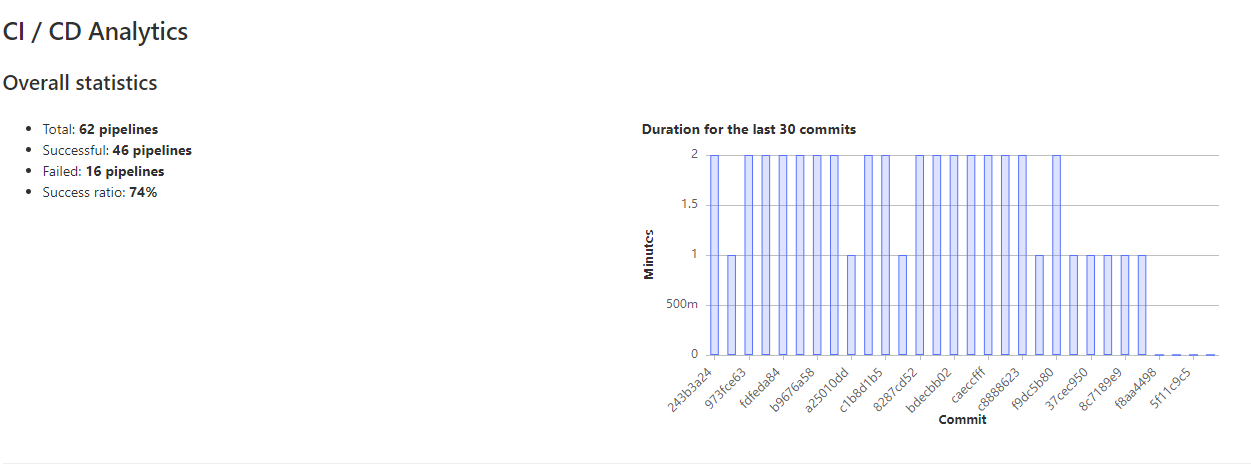 CI / CD Analytics
Overall statistics
Total: 62 pipelines
Successful: 46 pipelines
Failed: 16 pipelines
Success ratio: 74%
Duration for the last 30 commits
Minutes
2
1.5
1
500m
0
243b3a24
973fce63
fdfeda84
b9676a58
a25010dd
c1b8d1b5
8287cd52
bdecbb02
caeccfff
c8888623
f9dc5b80
37cec950
8c7189e9
f8aa4498
5f11c9c5
Commit